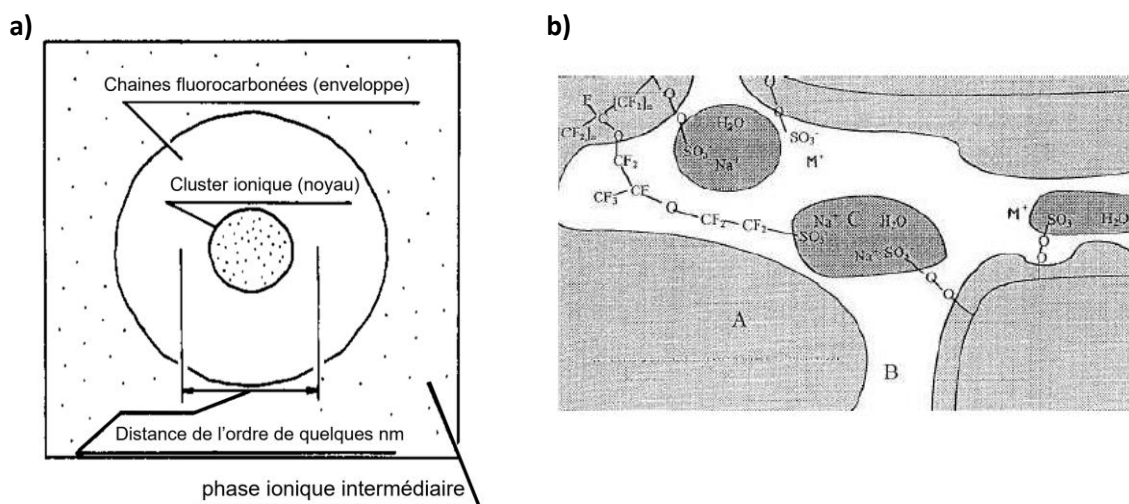 a)
Chaines fluorocarbonées (enveloppe)
Cluster ionique (noyau)
Distance de l'ordre de quelques nm
phase ionique intermédiaire
b)
F [CF₂]ₙ O O
CF₂]ₙ C H₂O O
O SO₃⁻ SO₃⁻
CF₂ Na⁺ M⁺
CF₃ CF
O CF₂ CF₂ SO₃⁻ Na⁺ C H₂O M⁺ SO₃⁻ H₂O
Na⁺ SO₃⁻ O
O
O O
A
B